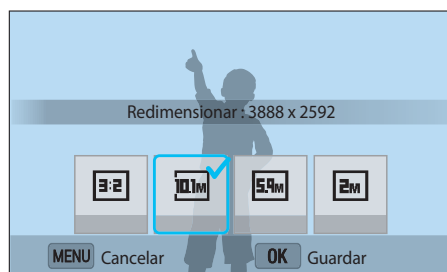 Redimensionar : 3888 x 2592
3:2 10.1M 5.9M 2M
MENU Cancelar OK Guardar